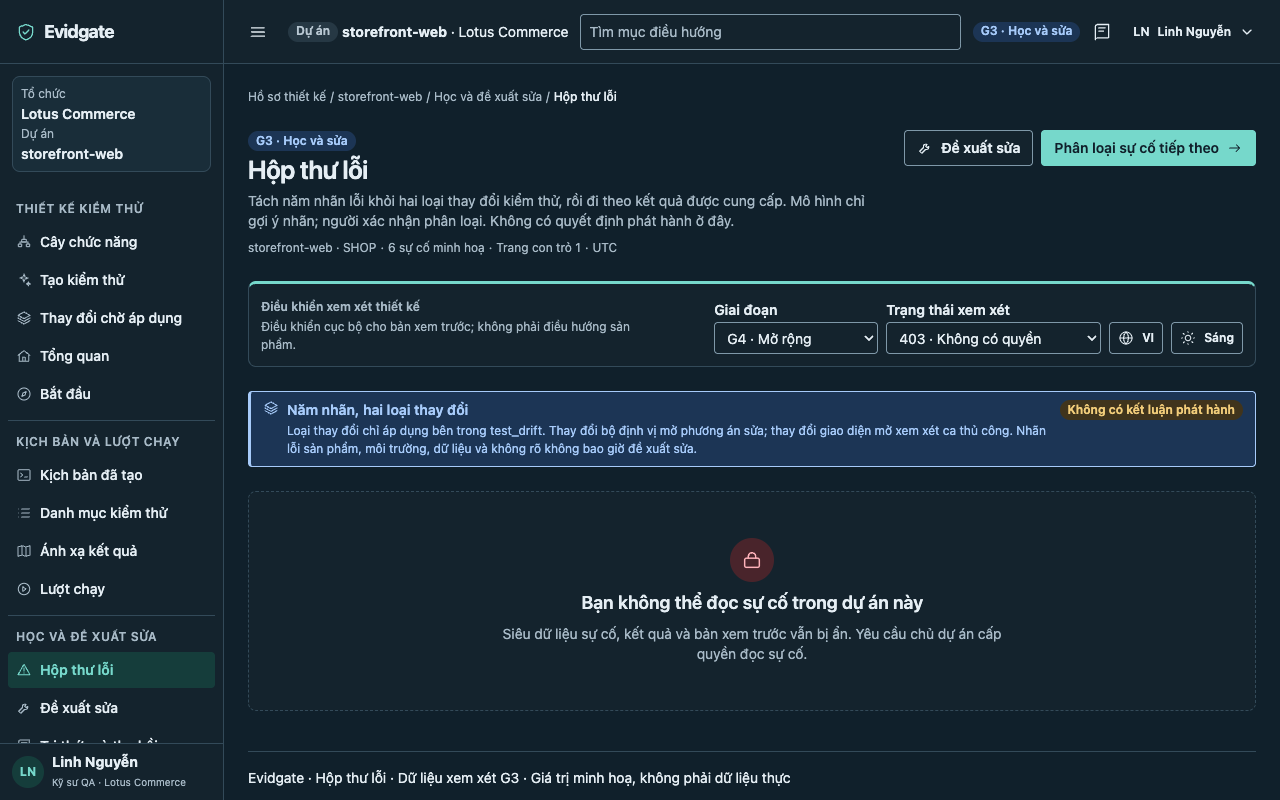 Evidgate
Dự án storefront-web · Lotus Commerce
Tìm mục điều hướng
G3 · Học và sửa
LN Linh Nguyễn
Tổ chức
Lotus Commerce
Dự án
storefront-web
THIẾT KẾ KIỂM THỬ
Cây chức năng
Tạo kiểm thử
Thay đổi chờ áp dụng
Tổng quan
Bắt đầu
KỊCH BẢN VÀ LƯỢT CHẠY
Kịch bản đã tạo
Danh mục kiểm thử
Ánh xạ kết quả
Lượt chạy
HỌC VÀ ĐỀ XUẤT SỬA
Hộp thư lỗi
Đề xuất sửa
LN
Linh Nguyễn
Kỹ sư QA · Lotus Commerce
Hồ sơ thiết kế / storefront-web / Học và đề xuất sửa / Hộp thư lỗi
G3 · Học và sửa
Hộp thư lỗi
Tách năm nhãn lỗi khỏi hai loại thay đổi kiểm thử, rồi đi theo kết quả được cung cấp. Mô hình chỉ
gợi ý nhãn; người xác nhận phân loại. Không có quyết định phát hành ở đây.
storefront-web · SHOP · 6 sự cố minh hoạ · Trang con trỏ 1 · UTC
Đề xuất sửa
Phân loại sự cố tiếp theo
Điều khiển xem xét thiết kế
Điều khiển cục bộ cho bản xem trước; không phải điều hướng sản
phẩm.
Giai đoạn
G4 · Mở rộng
Trạng thái xem xét
403 · Không có quyền
VI
Sáng
Năm nhãn, hai loại thay đổi
Không có kết luận phát hành
Loại thay đổi chỉ áp dụng bên trong test_drift. Thay đổi bộ định vị mở phương án sửa; thay đổi giao diện mở xem xét ca thủ công. Nhãn
lỗi sản phẩm, môi trường, dữ liệu và không rõ không bao giờ đề xuất sửa.
Bạn không thể đọc sự cố trong dự án này
Siêu dữ liệu sự cố, kết quả và bản xem trước vẫn bị ẩn. Yêu cầu chủ dự án cấp
quyền đọc sự cố.
Evidgate · Hộp thư lỗi · Dữ liệu xem xét G3 · Giá trị minh hoạ, không phải dữ liệu thực